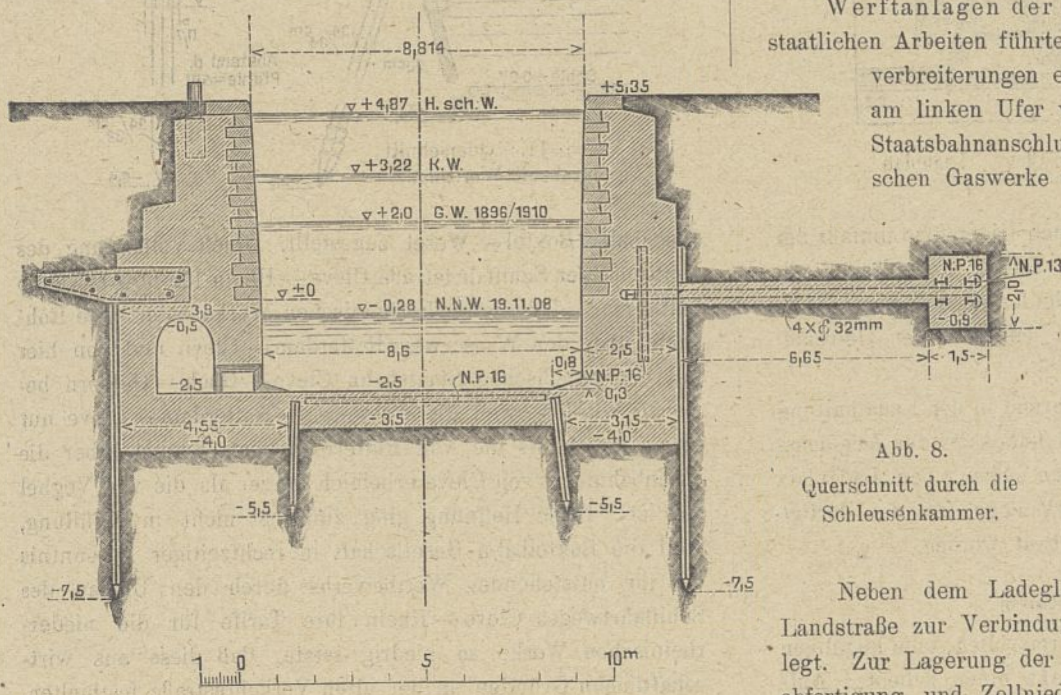 Werftanlagen der
staatlichen Arbeiten führte
verbreiterungen e
am linken Ufer
Staatsbahnanschlu
schen Gaswerke
8,814
+5,35
+4,87 H. sch. W.
+3,22 K.W.
+2,0 G.W. 1896/1910
±0
-0,28 N.N.W. 19.11.08
N.P.16 N.P.13
-0,9
2,0
4 X 32mm
6,65 1,5
3,9
-0,5
8,6
0,8
2,5
-2,5
-2,5 N.P.16
N.P.16
0,3
4,55
-4,0
-3,5
3,15
-4,0
-5,5
-5,5
-7,5
-7,5
1 0 5 10m
Abb. 8.
Querschnitt durch die
Schleusenkammer.
Neben dem Ladegl
Landstraße zur Verbindu
legt. Zur Lagerung der
abfertigung und Zollnie